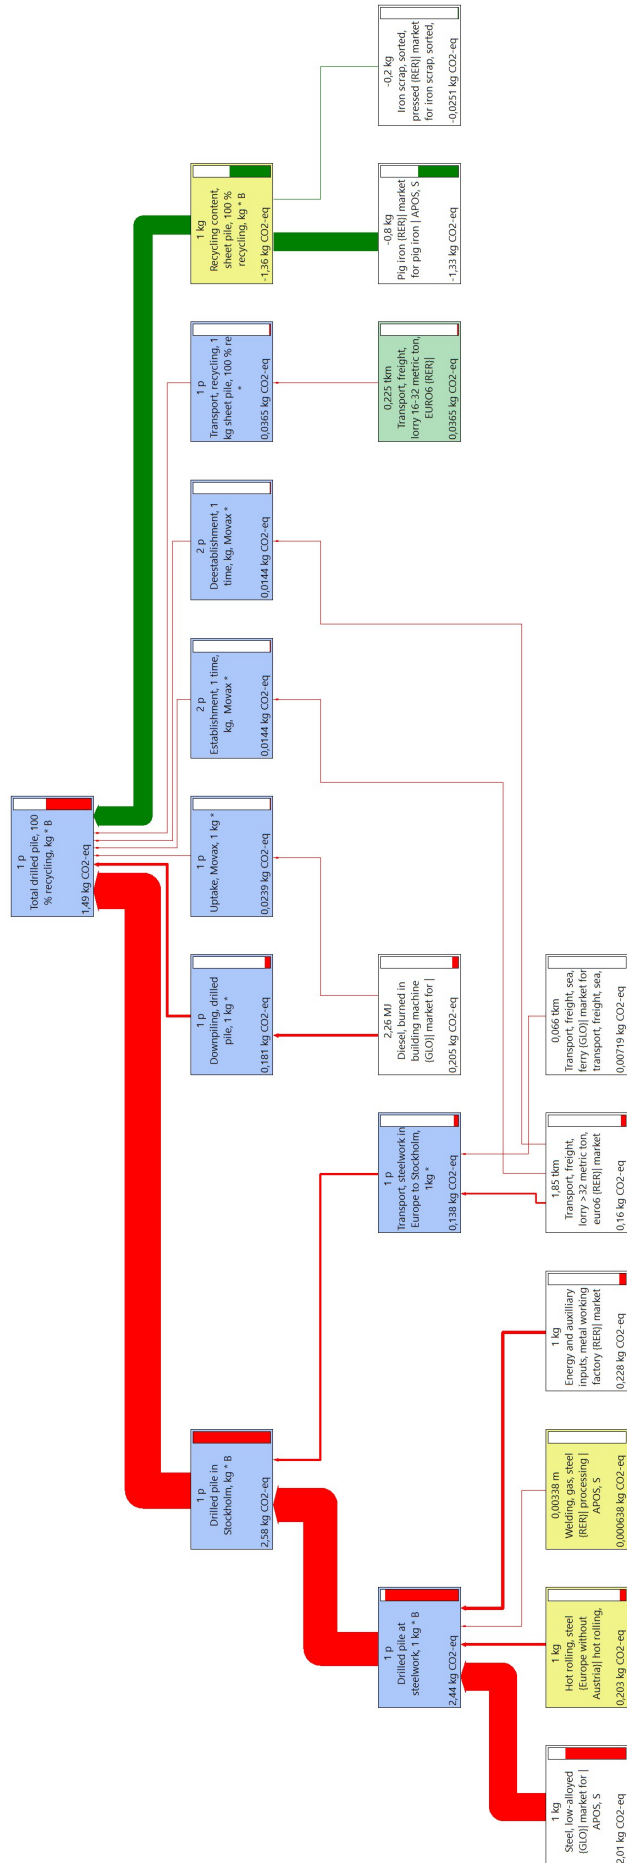 1 p
Total drilled pile, 100
% recycling, kg * B
1,49 kg CO2-eq
1 p
Drilled pile in
Stockholm, kg * B
2,58 kg CO2-eq
1 p
Downpiling, drilled
pile, 1 kg *
0,181 kg CO2-eq
1 p
Uptake, Movax, 1 kg *
0,0239 kg CO2-eq
2 p
Establishment, 1 time,
kg, Movax *
0,0144 kg CO2-eq
2 p
Deestablishment, 1
time, kg, Movax *
0,0144 kg CO2-eq
1 p
Transport, recycling, 1
kg sheet pile, 100 % re
*
0,0365 kg CO2-eq
1 kg
Recycling content,
sheet pile, 100 %
recycling, kg * B
-1,36 kg CO2-eq
1 p
Drilled pile at
steelwork, 1 kg * B
2,44 kg CO2-eq
1 p
Transport, steelwork in
Europe to Stockholm,
1kg *
0,138 kg CO2-eq
2,26 MJ
Diesel, burned in
building machine
{GLO}| market for |
0,205 kg CO2-eq
0,225 tkm
Transport, freight,
lorry 16-32 metric ton,
EURO6 {RER}|
0,0365 kg CO2-eq
-0,8 kg
Pig iron {RER}| market
for pig iron | APOS, S
-1,33 kg CO2-eq
-0,2 kg
Iron scrap, sorted,
pressed {RER}| market
for iron scrap, sorted,
-0,0251 kg CO2-eq
1 kg
Steel, low-alloyed
{GLO}| market for |
APOS, S
2,01 kg CO2-eq
1 kg
Hot rolling, steel
{Europe without
Austria}| hot rolling,
0,203 kg CO2-eq
0,00338 m
Welding, gas, steel
{RER}| processing |
APOS, S
0,000638 kg CO2-eq
1 kg
Energy and auxilliary
inputs, metal working
factory {RER}| market
0,228 kg CO2-eq
1,85 tkm
Transport, freight,
lorry >32 metric ton,
euro6 {RER}| market
0,16 kg CO2-eq
0,066 tkm
Transport, freight, sea,
ferry {GLO}| market for
transport, freight, sea,
0,00719 kg CO2-eq